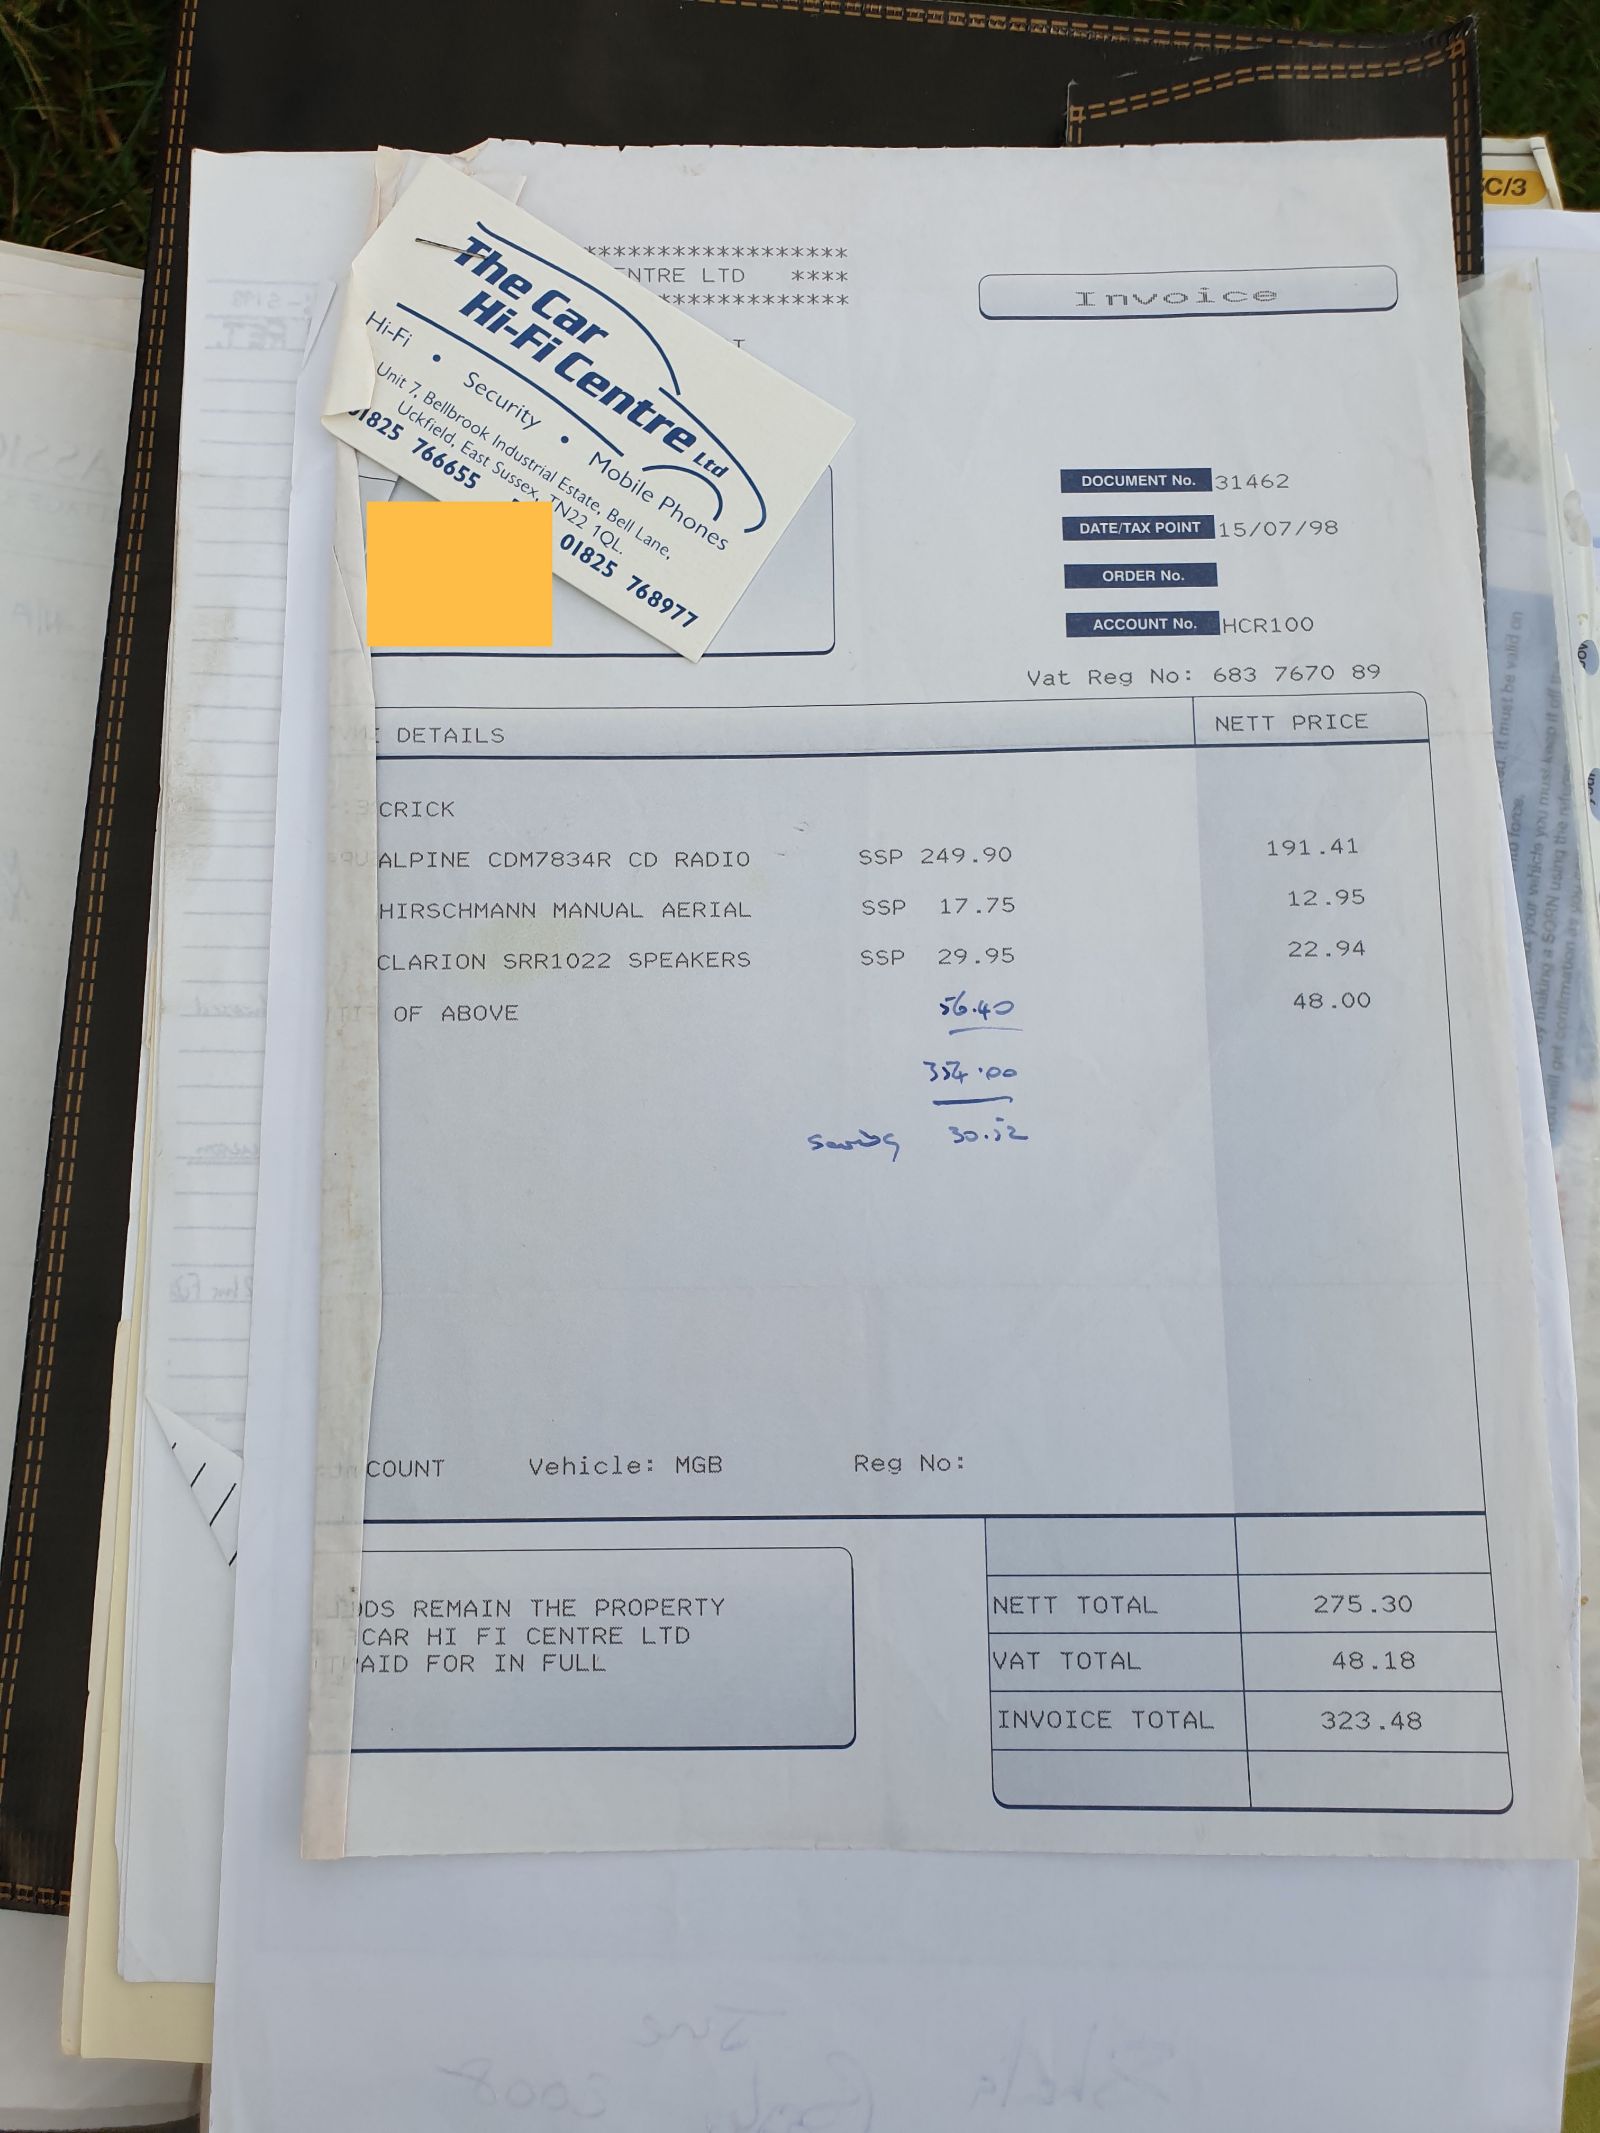 C/3
******************
NTRE LTD ****
*************
Invoice
The Car
Hi-Fi Centre Ltd
Hi-Fi • Security • Mobile Phones
Unit 7, Bellbrook Industrial Estate, Bell Lane,
Uckfield, East Sussex, TN22 1QL.
01825 766655
01825 768977
DOCUMENT No. 31462
DATE/TAX POINT 15/07/98
ORDER No.
ACCOUNT No. HCR100
Vat Reg No: 683 7670 89
DETAILS NETT PRICE
CRICK
ALPINE CDM7834R CD RADIO SSP 249.90 191.41
HIRSCHMANN MANUAL AERIAL SSP 17.75 12.95
CLARION SRR1022 SPEAKERS SSP 29.95 22.94
OF ABOVE 56.40 48.00
354.00
saving 30.52
COUNT Vehicle: MGB Reg No:
ODS REMAIN THE PROPERTY
CAR HI FI CENTRE LTD
AID FOR IN FULL
NETT TOTAL 275.30
VAT TOTAL 48.18
INVOICE TOTAL 323.48